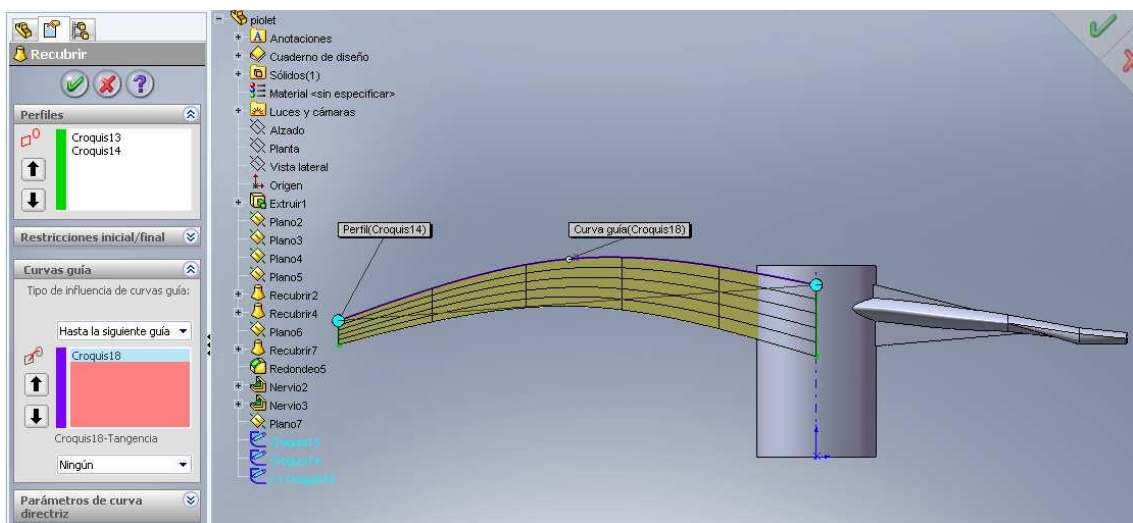 Recubrir
Perfiles
Croquis13
Croquis14
Restricciones inicial/final
Curvas guía
Tipo de influencia de curvas guía:
Hasta la siguiente guía
Croquis18
Croquis18-Tangencia
Ningún
Parámetros de curva
directriz
piolet
Anotaciones
Cuaderno de diseño
Sólidos(1)
Material <sin especificar>
Luces y cámaras
Alzado
Planta
Vista lateral
Origen
Extruir1
Plano2
Plano3
Plano4
Plano5
Recubrir2
Recubrir4
Plano6
Recubrir7
Redondeo5
Nervio2
Nervio3
Plano7
Croquis13
Croquis14
(-) Croquis18
Perfil(Croquis14)
Curva guía(Croquis18)